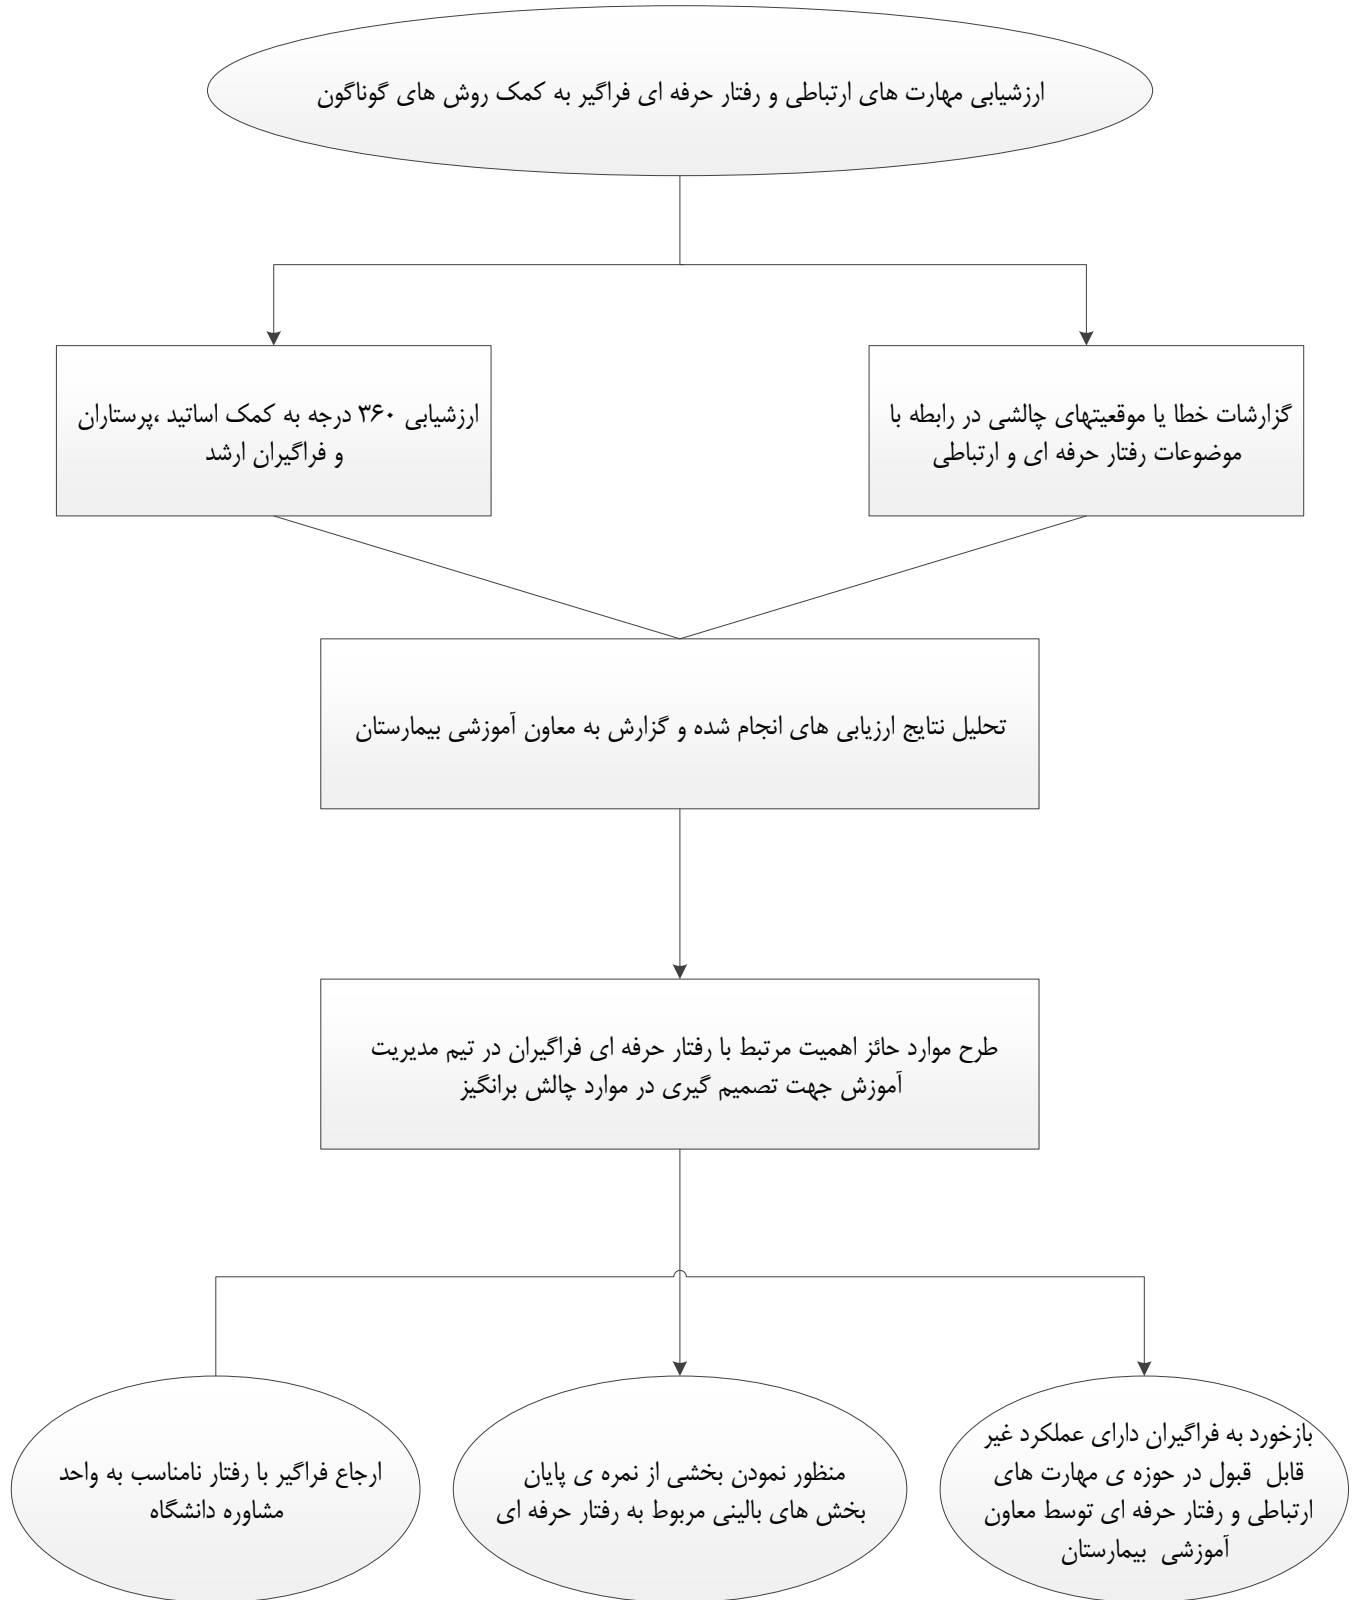 ارزشیابی مهارت های ارتباطی و رفتار حرفه ای فراگیر به کمک روش های گوناگون
گزارشات خطا یا موقعیتهای چالشی در رابطه با
موضوعات رفتار حرفه ای و ارتباطی
ارزشیابی ۳۶۰ درجه به کمک اساتید ،پرستاران
و فراگیران ارشد
تحلیل نتایج ارزیابی های انجام شده و گزارش به معاون آموزشی بیمارستان
طرح موارد حائز اهمیت مرتبط با رفتار حرفه ای فراگیران در تیم مدیریت
آموزش جهت تصمیم گیری در موارد چالش برانگیز
بازخورد به فراگیران دارای عملکرد غیر
قابل قبول در حوزه ی مهارت های
ارتباطی و رفتار حرفه ای توسط معاون
آموزشی بیمارستان
منظور نمودن بخشی از نمره ی پایان
بخش های بالینی مربوط به رفتار حرفه ای
ارجاع فراگیر با رفتار نامناسب به واحد
مشاوره دانشگاه